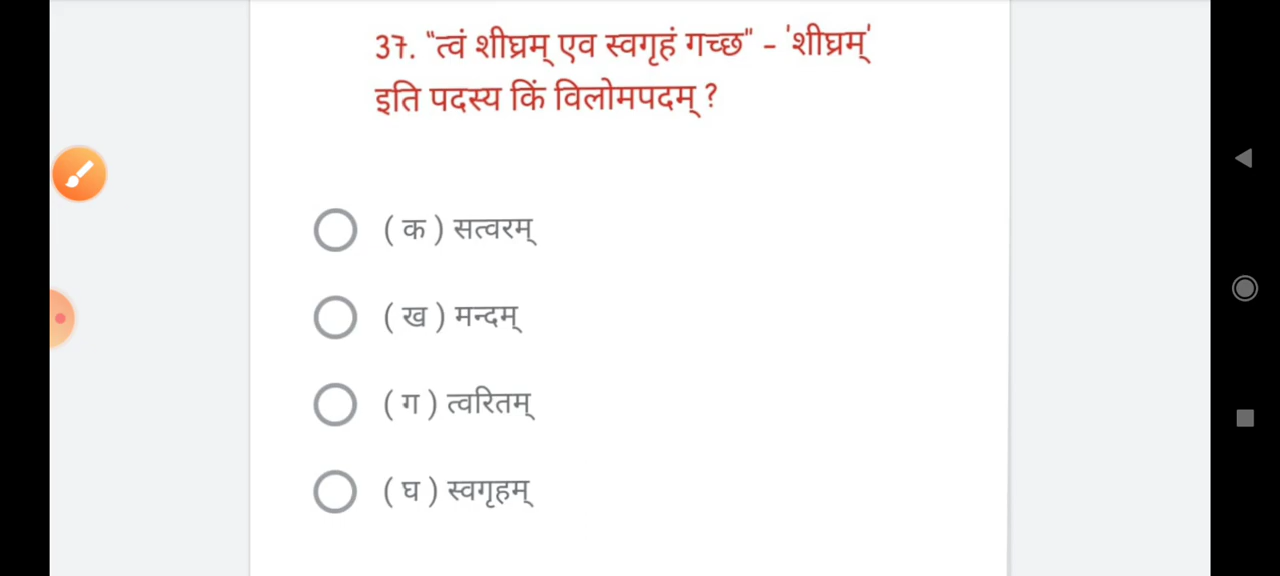 37. "त्वं शीघ्रम् एव स्वगृहं गच्छ" - 'शीघ्रम्'
इति पदस्य किं विलोमपदम् ?
( क ) सत्वरम्
( ख ) मन्दम्
( ग ) त्वरितम्
( घ ) स्वगृहम्